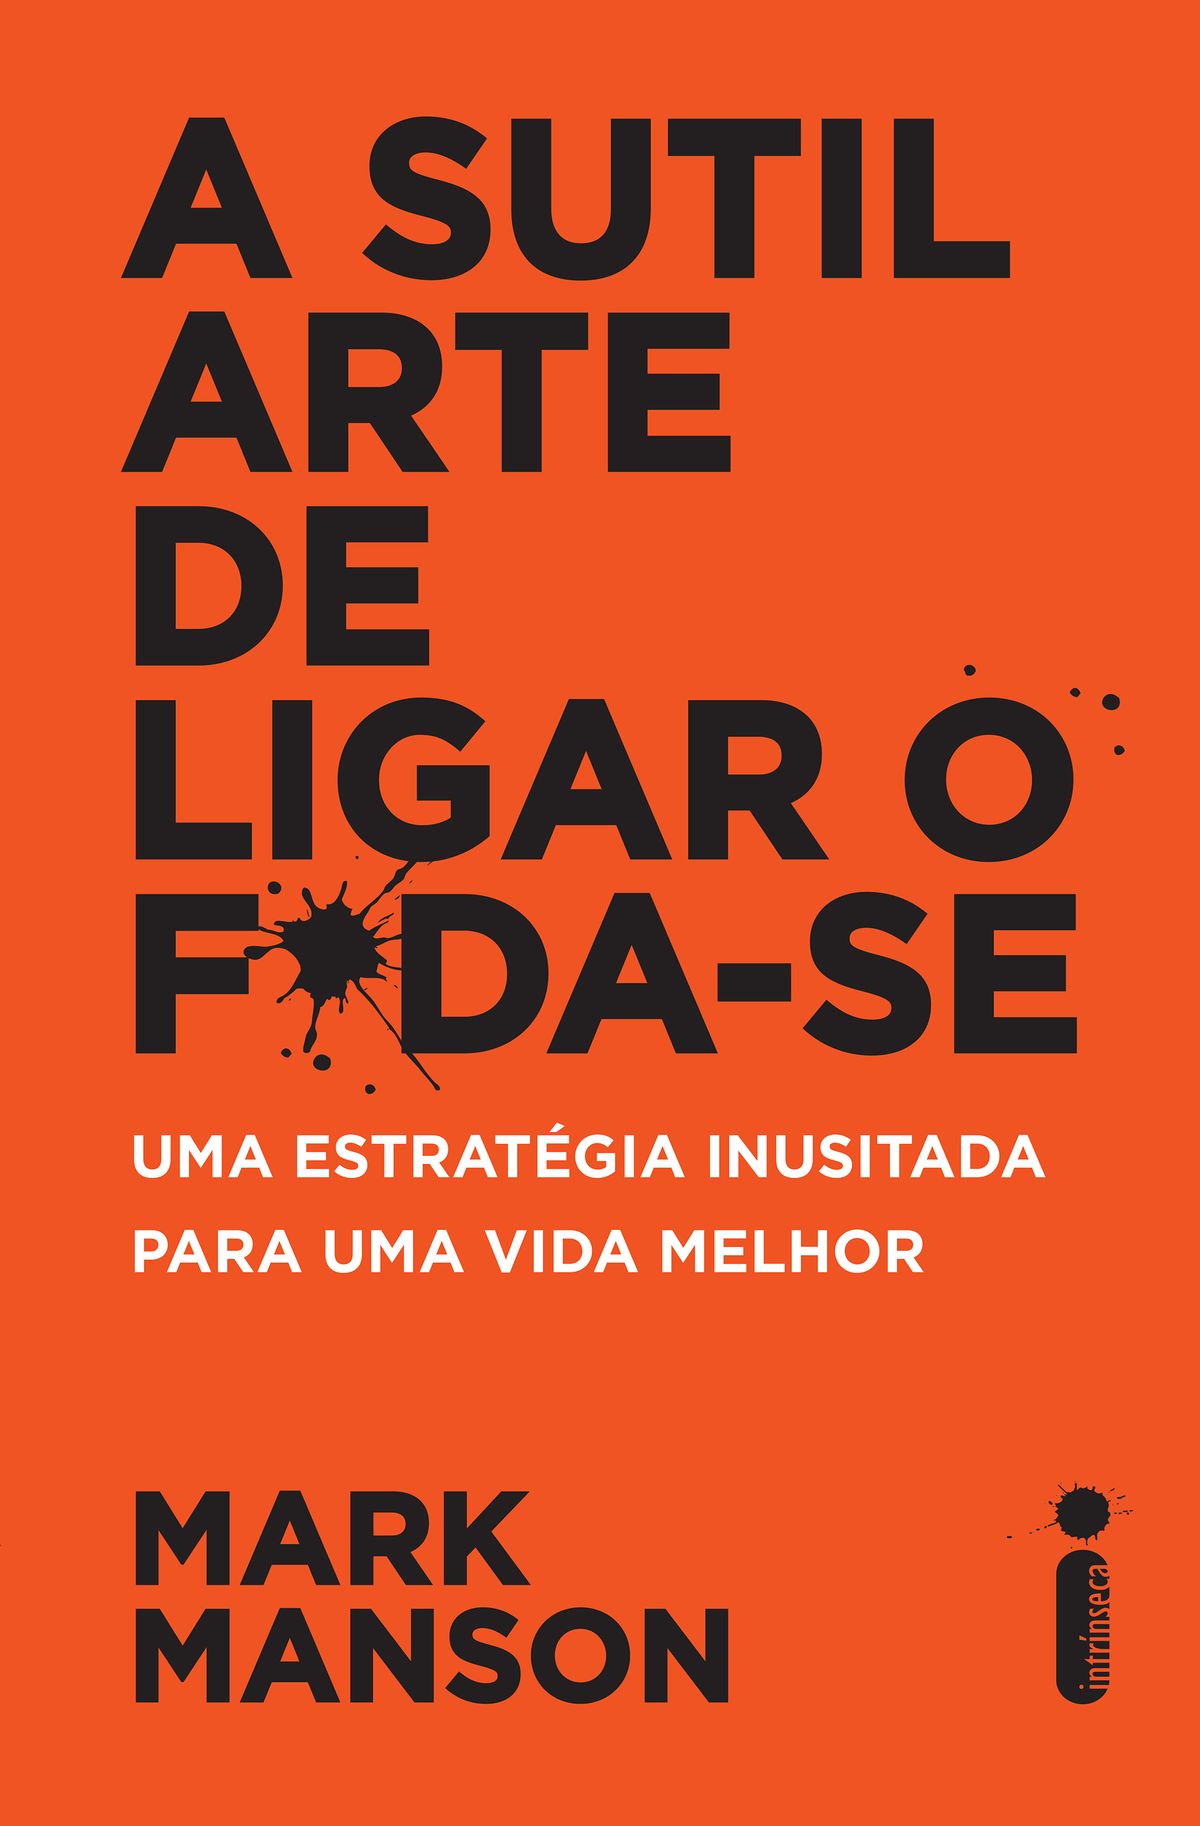 A SUTIL
ARTE
DE
LIGAR O
F*DA-SE
UMA ESTRATÉGIA INUSITADA
PARA UMA VIDA MELHOR
MARK
MANSON
intrínseca